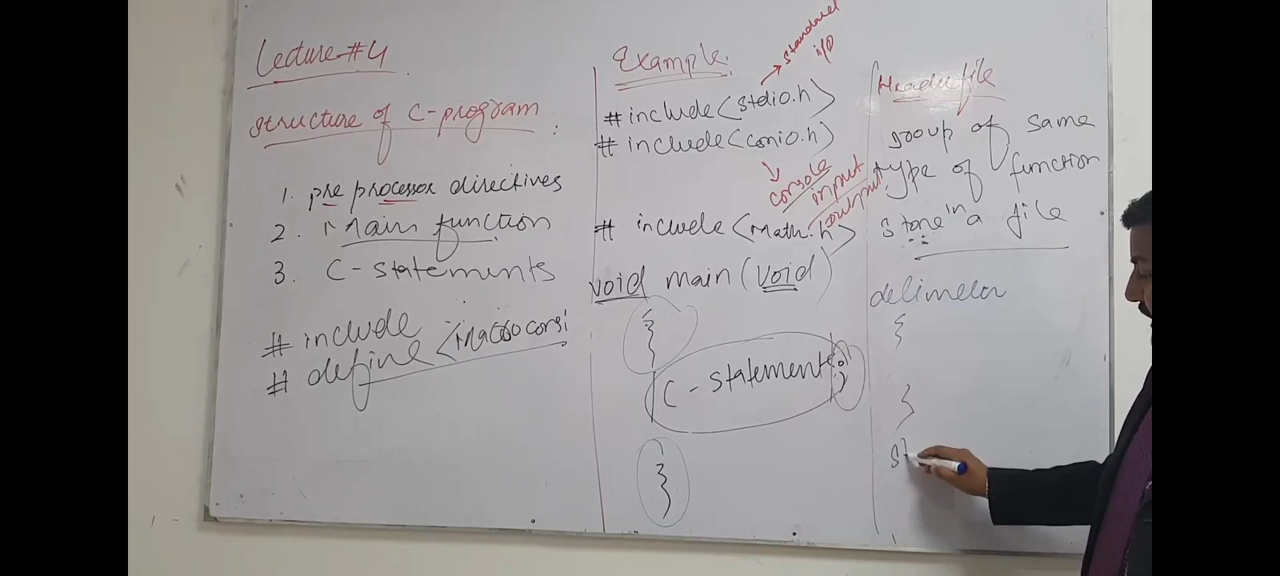 Lecture #4
Structure of C-program :
1. pre processor directives
2. Main function
3. C-statements
# include
# define <Macro consi
Example:
standard
i/o
# include <stdio.h>
# include <conio.h>
console
input
output
# include <Math.h>
void main (void)
{
C-statements;
}
Header file
group of same
type of function
store in a file
delimeter
{
}
st